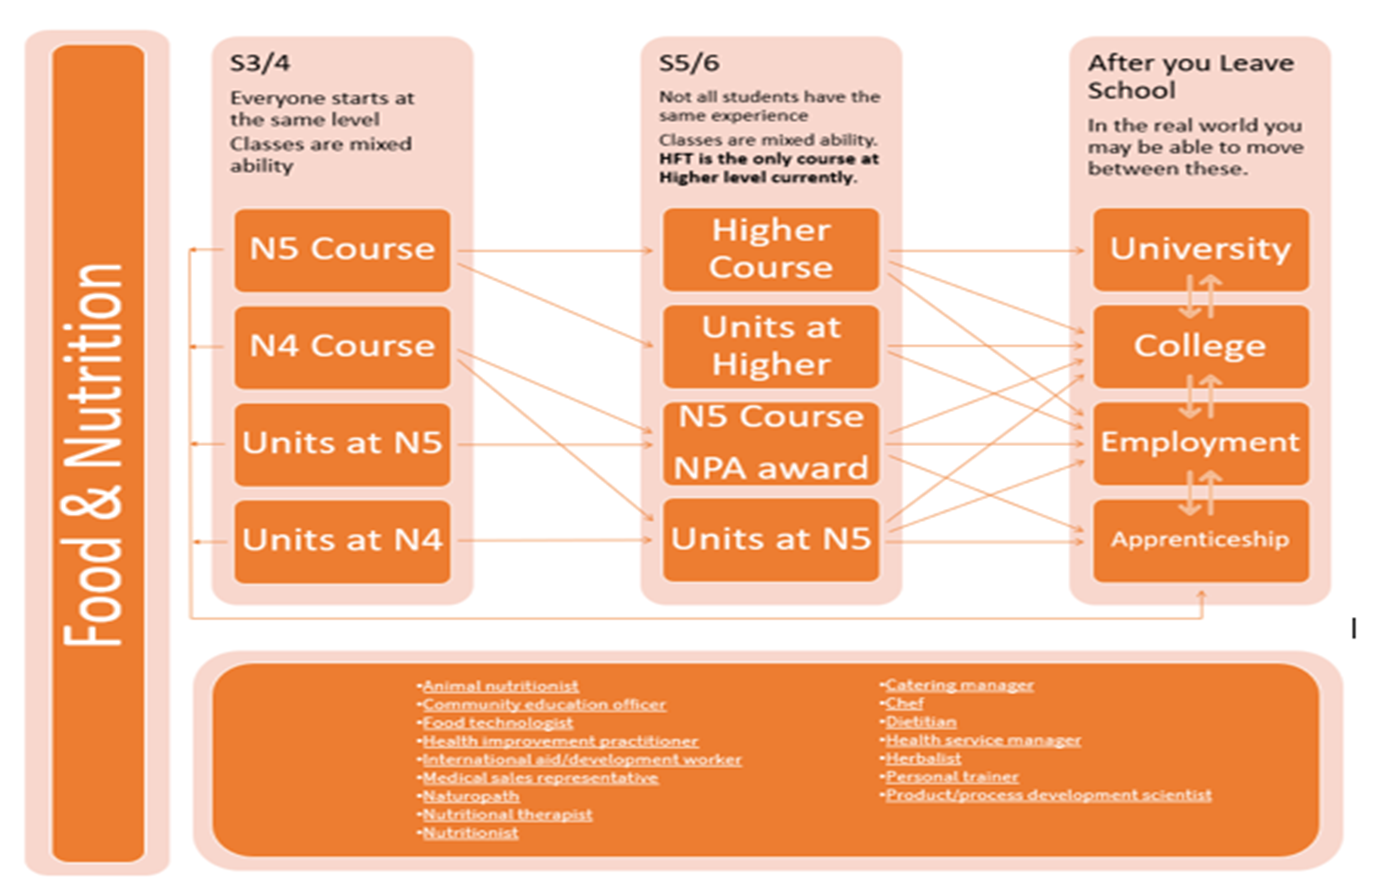 Food & Nutrition
S3/4
Everyone starts at
the same level
Classes are mixed
ability
N5 Course
N4 Course
Units at N5
Units at N4
S5/6
Not all students have the
same experience
Classes are mixed ability.
HFT is the only course at
Higher level currently.
Higher
Course
Units at
Higher
N5 Course
NPA award
Units at N5
After you Leave
School
In the real world you
may be able to move
between these.
University
College
Employment
Apprenticeship
•Animal nutritionist
•Community education officer
•Food technologist
•Health improvement practitioner
•International aid/development worker
•Medical sales representative
•Naturopath
•Nutritional therapist
•Nutritionist
•Catering manager
•Chef
•Dietitian
•Health service manager
•Herbalist
•Personal trainer
•Product/process development scientist